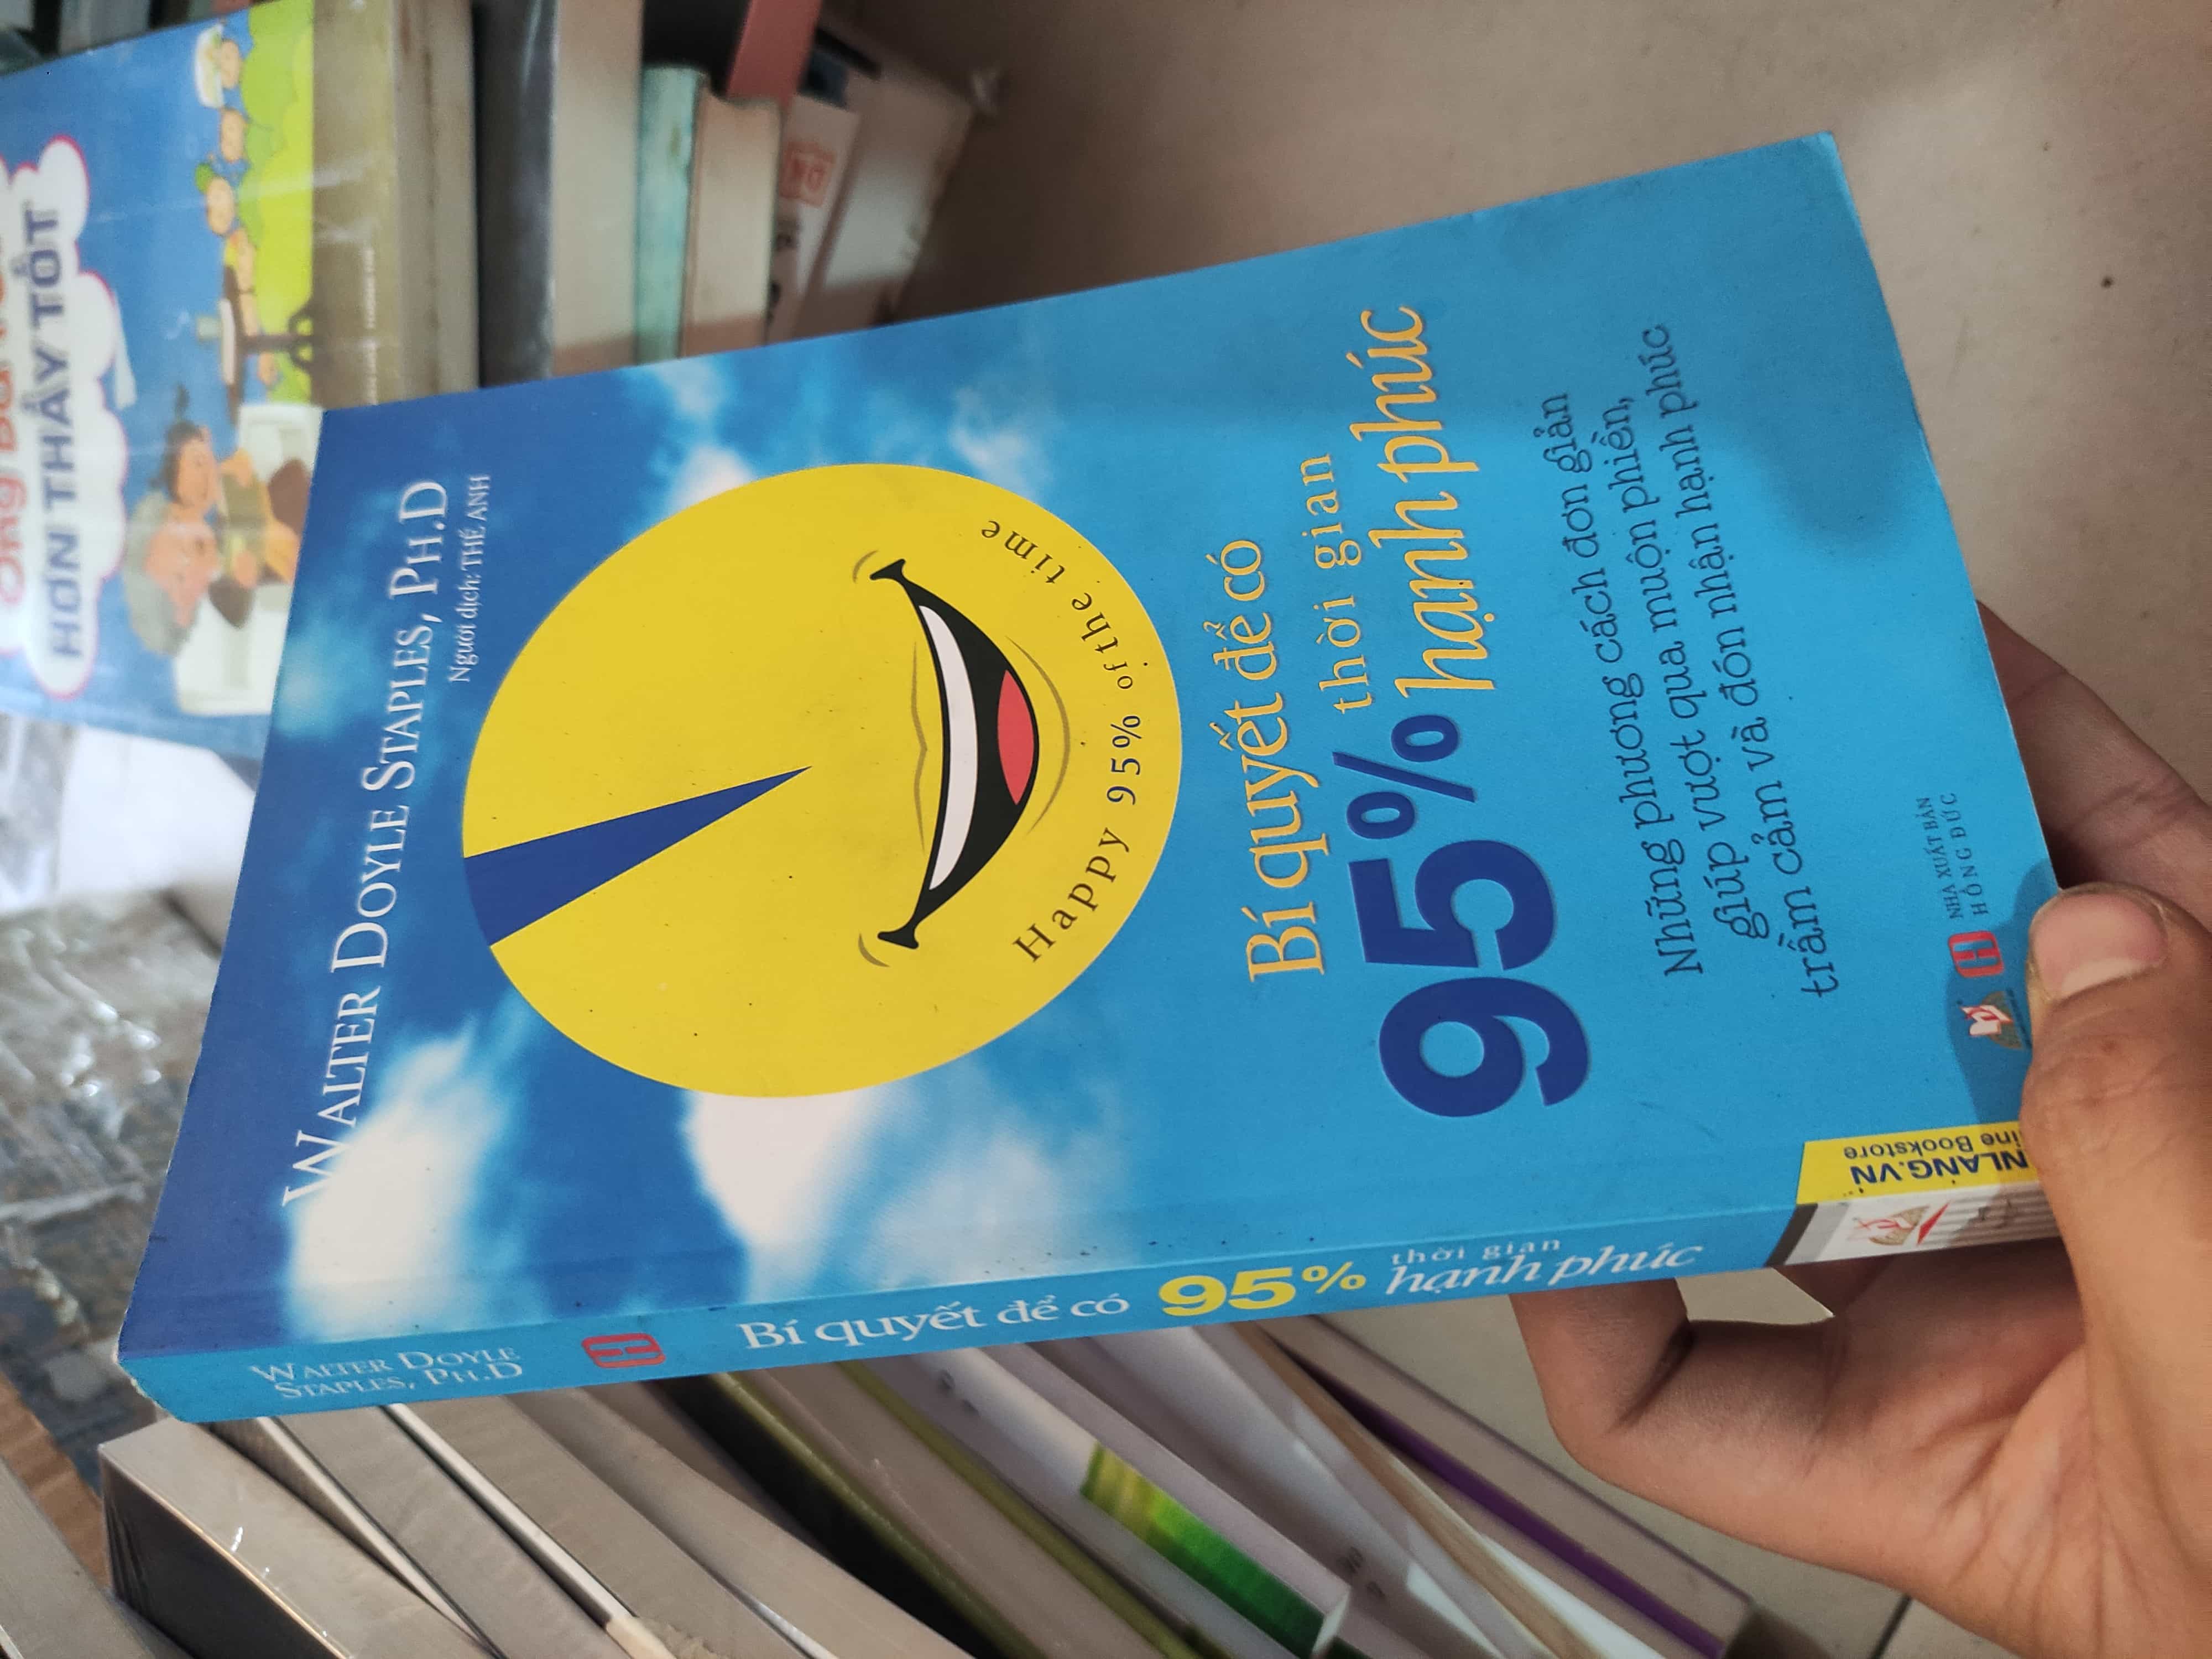 WALTER DOYLE STAPLES, PH.D
Người dịch: THẾ ANH
Happy 95% of the time
Bí quyết để có
thời gian
95% hạnh phúc
Những phương cách đơn giản
giúp vượt qua muộn phiền,
trầm cảm và đón nhận hạnh phúc
NHÀ XUẤT BẢN
HỒNG ĐỨC
NLANG.VN
ine Bookstore
WALTER DOYLE
STAPLES, PH.D
H
Bí quyết để có 95% thời gian
hạnh phúc
HƠN THẦY TỐT